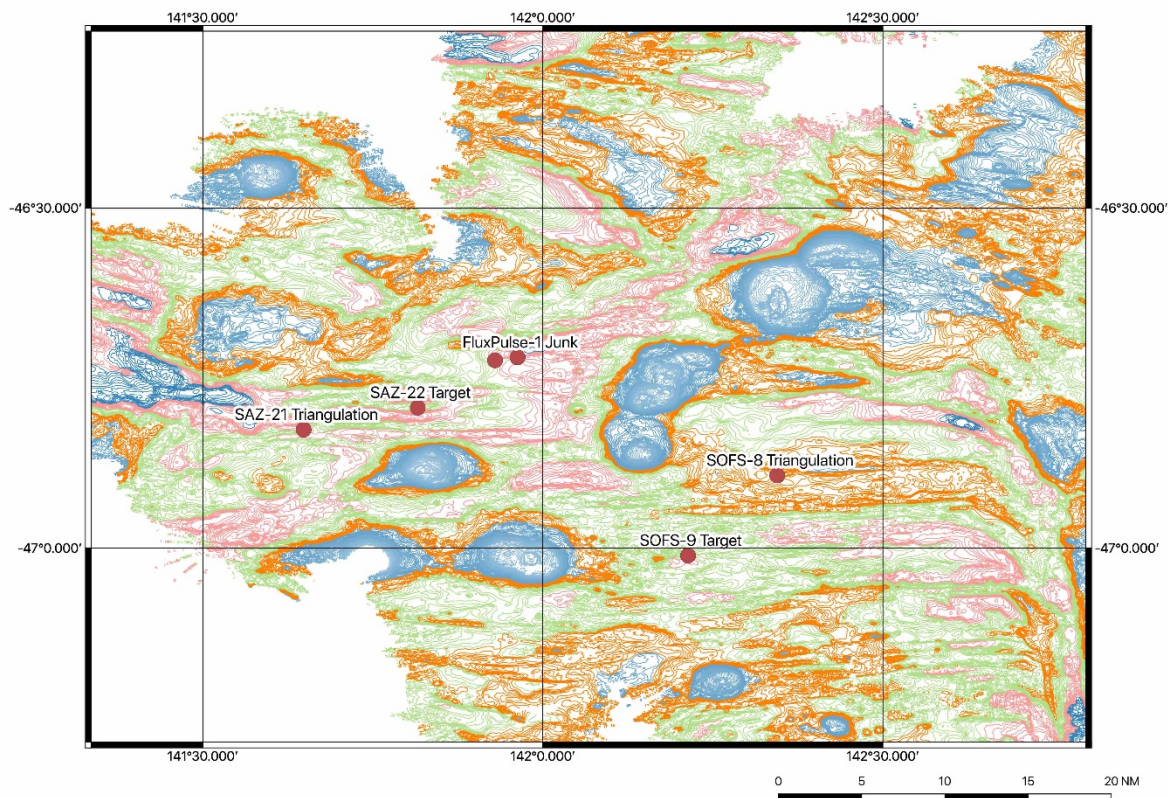 141°30.000′ 142°0.000′ 142°30.000′
-46°30.000′ -46°30.000′
FluxPulse-1 Junk
SAZ-22 Target
SAZ-21 Triangulation
SOFS-8 Triangulation
SOFS-9 Target
-47°0.000′ -47°0.000′
141°30.000′ 142°0.000′ 142°30.000′
0 5 10 15 20 NM